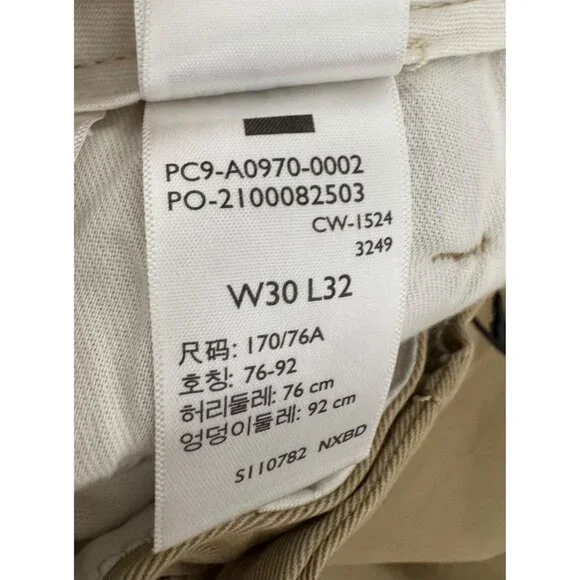 PC9-A0970-0002
PO-2100082503
CW-1524
3249
W30 L32
尺码: 170/76A
호칭: 76-92
허리둘레: 76 cm
엉덩이둘레: 92 cm
S110782 NXBD